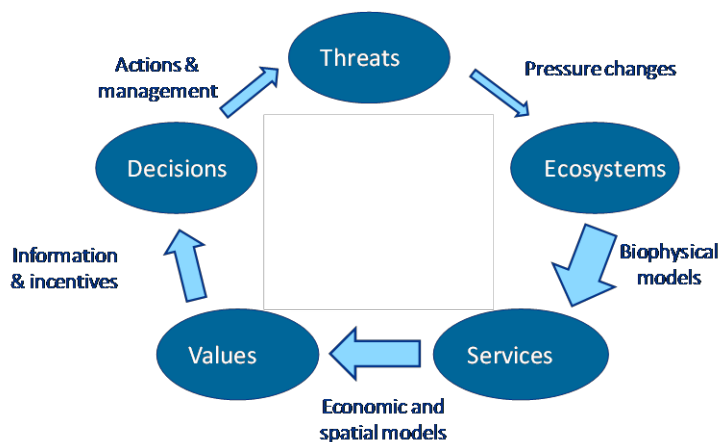 Threats
Actions &
management
Pressure changes
Decisions
Ecosystems
Information
& incentives
Biophysical
models
Values
Services
Economic and
spatial models